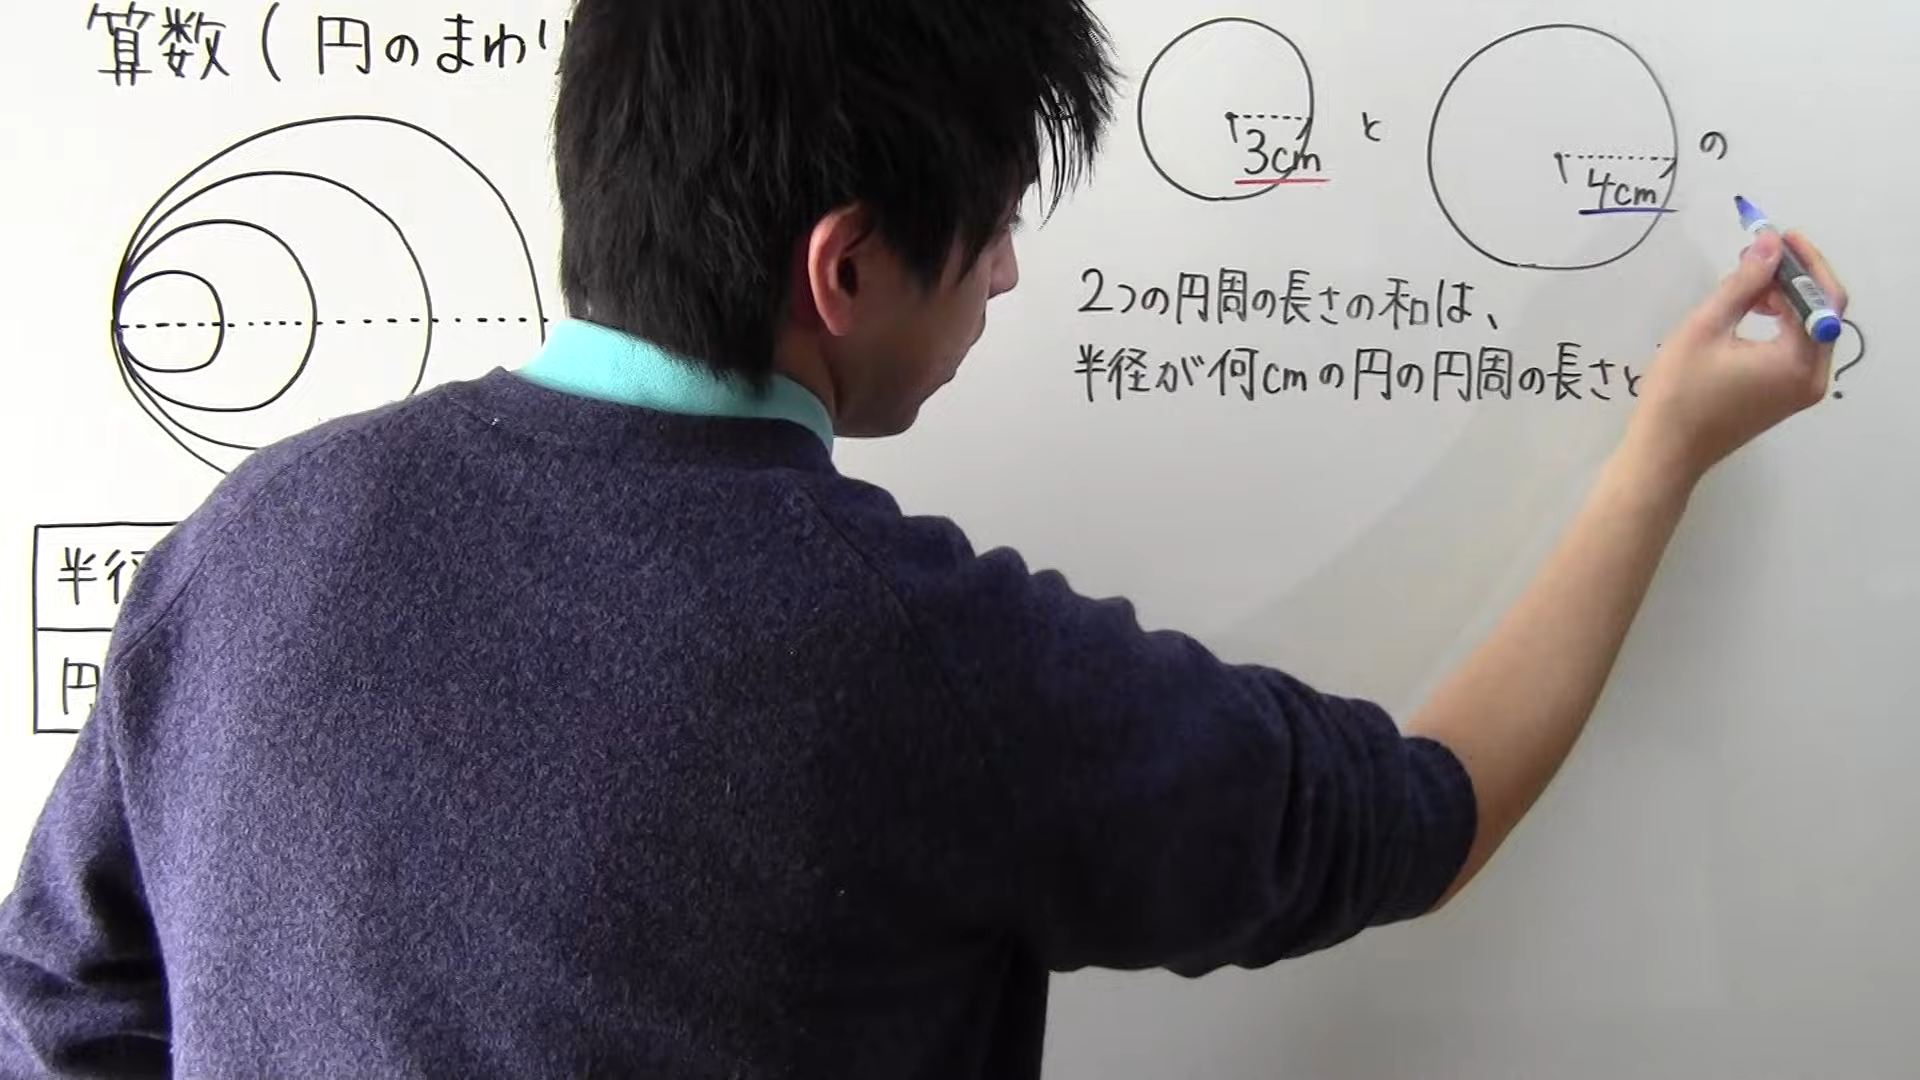 算数(円のまわり
3cm
と
4cm
の
2つの円周の長さの和は、
半径が何cmの円の円周の長さと
?
半径
円